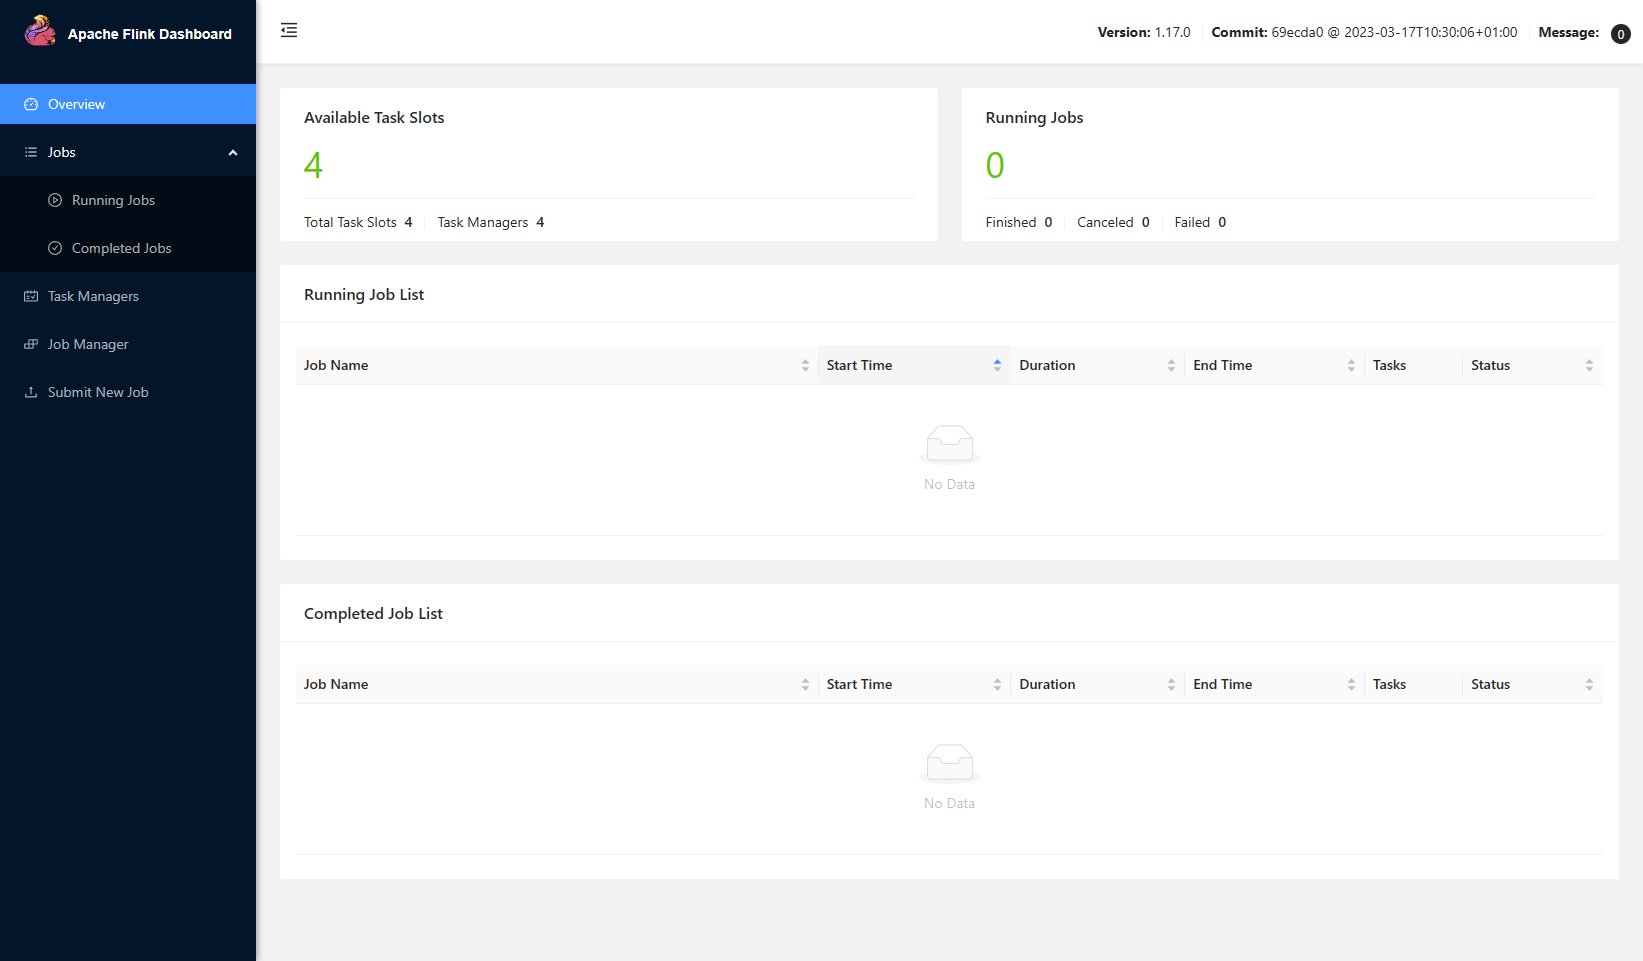 Apache Flink Dashboard
Version: 1.17.0 Commit: 69ecda0 @ 2023-03-17T10:30:06+01:00 Message: 0
Overview
Jobs
Running Jobs
Completed Jobs
Task Managers
Job Manager
Submit New Job
Available Task Slots
4
Total Task Slots 4 Task Managers 4
Running Jobs
0
Finished 0 Canceled 0 Failed 0
Running Job List
Job Name Start Time Duration End Time Tasks Status
No Data
Completed Job List
Job Name Start Time Duration End Time Tasks Status
No Data